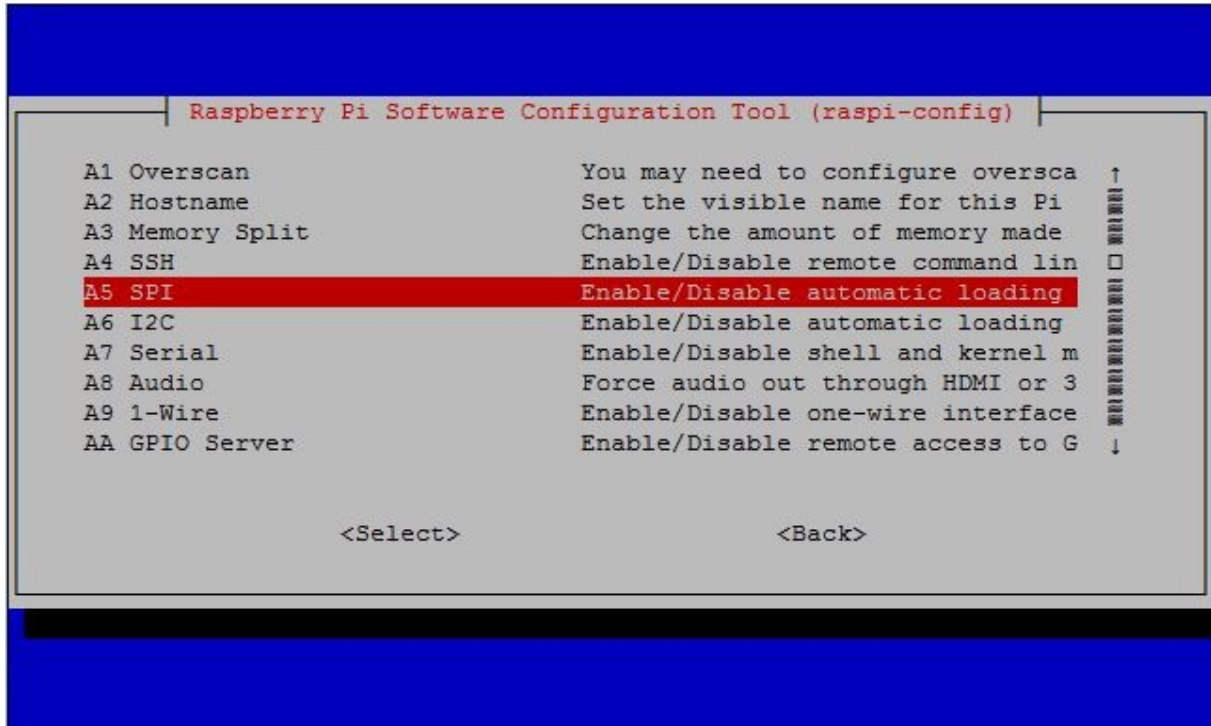 Raspberry Pi Software Configuration Tool (raspi-config)
A1 Overscan You may need to configure oversca
A2 Hostname Set the visible name for this Pi
A3 Memory Split Change the amount of memory made
A4 SSH Enable/Disable remote command lin
A5 SPI Enable/Disable automatic loading
A6 I2C Enable/Disable automatic loading
A7 Serial Enable/Disable shell and kernel m
A8 Audio Force audio out through HDMI or 3
A9 1-Wire Enable/Disable one-wire interface
AA GPIO Server Enable/Disable remote access to G
<Select> <Back>